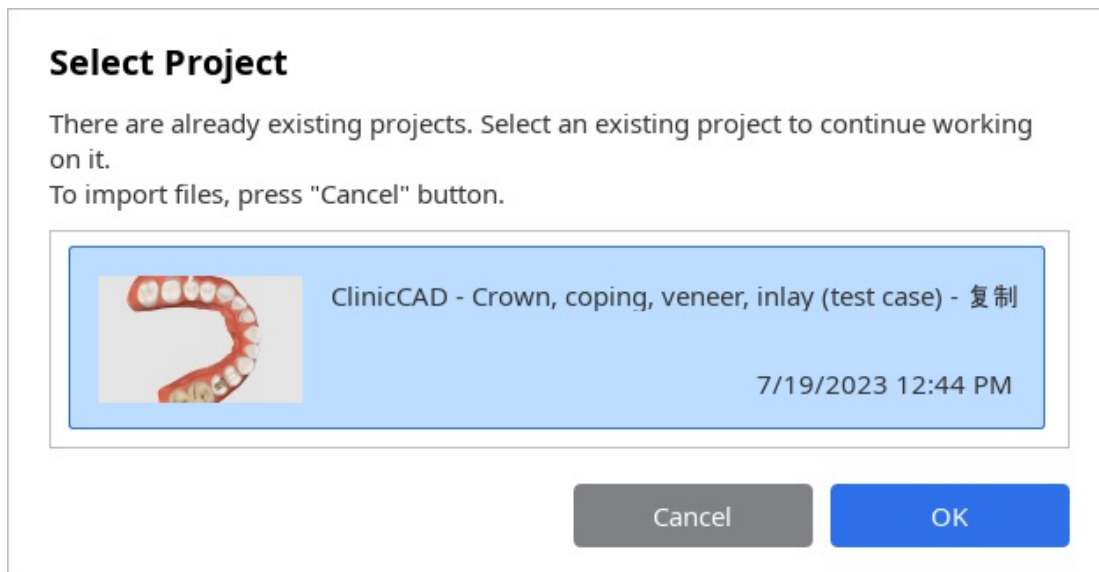 Select Project
There are already existing projects. Select an existing project to continue working
on it.
To import files, press "Cancel" button.
ClinicCAD - Crown, coping, veneer, inlay (test case) - 复制
7/19/2023 12:44 PM
Cancel
OK